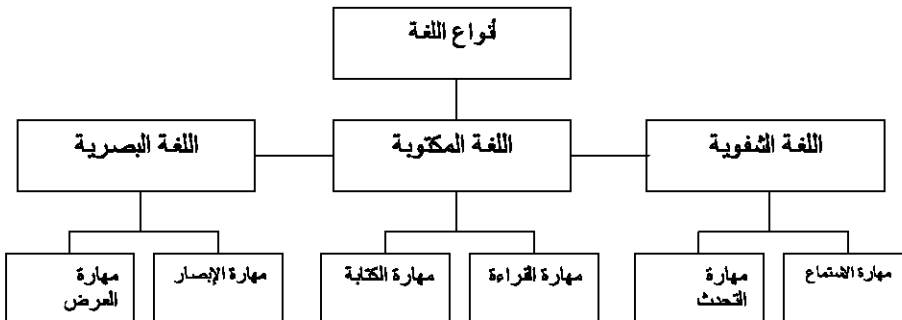 أنواع اللغة
اللغة الشفوية
اللغة المكتوبة
اللغة البصرية
مهارة الاستماع
مهارة
التحدث
مهارة القراءة
مهارة الكتابة
مهارة الإبصار
مهارة
العرض